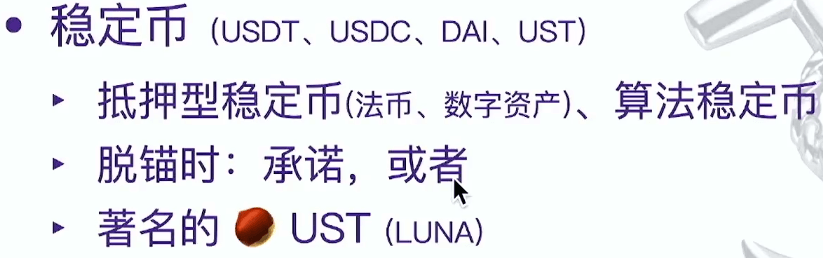 • 稳定币（USDT、USDC、DAI、UST）
▸ 抵押型稳定币(法币、数字资产)、算法稳定币
▸ 脱锚时：承诺，或者
▸ 著名的 🌰 UST (LUNA)